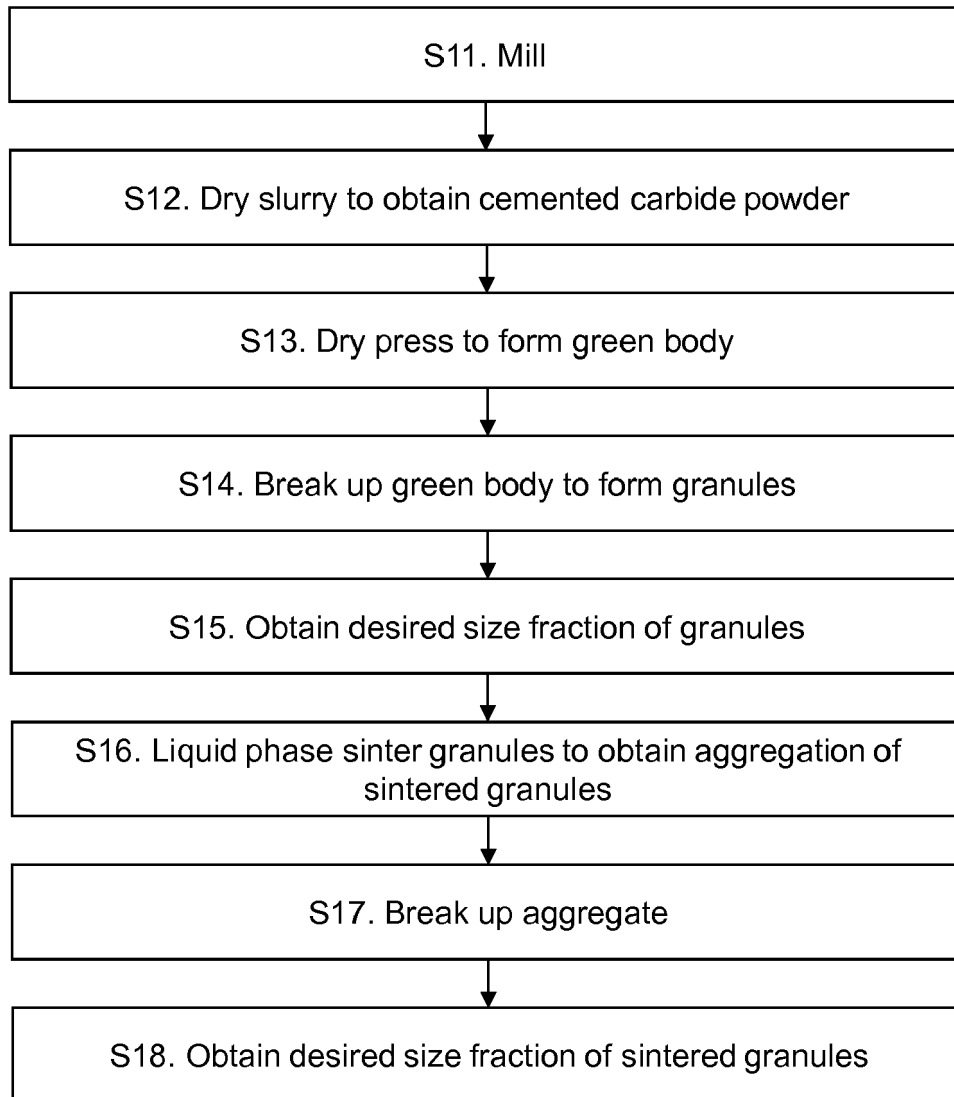 S11. Mill
S12. Dry slurry to obtain cemented carbide powder
S13. Dry press to form green body
S14. Break up green body to form granules
S15. Obtain desired size fraction of granules
S16. Liquid phase sinter granules to obtain aggregation of
sintered granules
S17. Break up aggregate
S18. Obtain desired size fraction of sintered granules